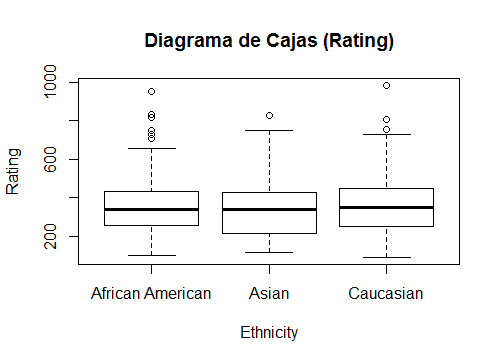 Diagrama de Cajas (Rating)
1000
600
200
Rating
African American
Asian
Caucasian
Ethnicity